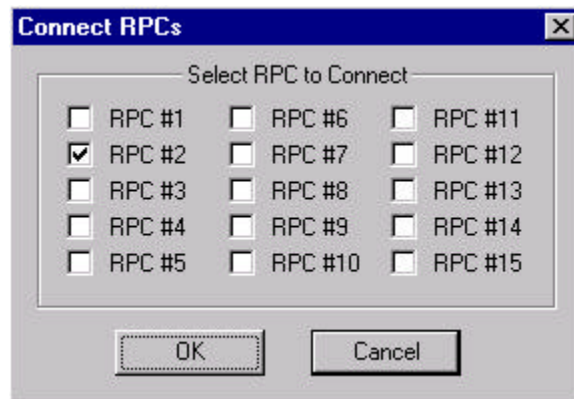 Connect RPCs
Select RPC to Connect
RPC #1 RPC #6 RPC #11
RPC #2 RPC #7 RPC #12
RPC #3 RPC #8 RPC #13
RPC #4 RPC #9 RPC #14
RPC #5 RPC #10 RPC #15
OK Cancel